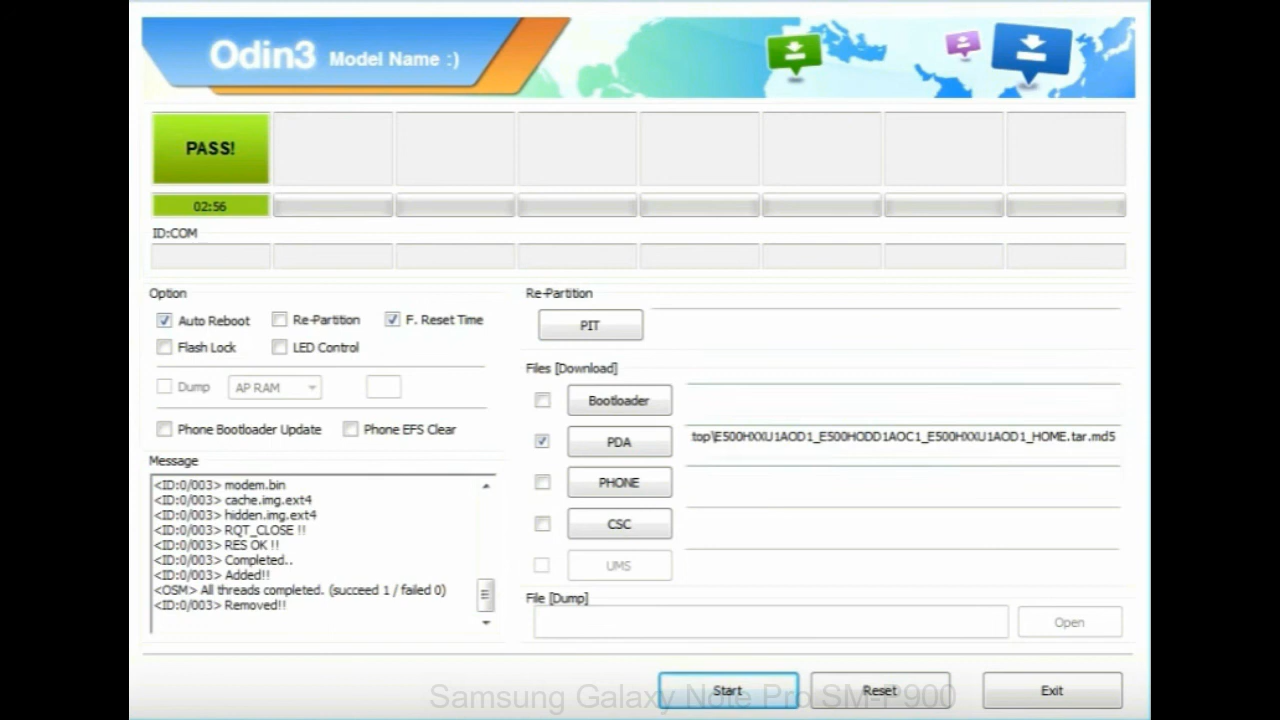 Odin3 Model Name :)
PASS!
02:56
ID:COM
Option
Auto Reboot Re-Partition F. Reset Time
Flash Lock LED Control
Dump AP RAM
Phone Bootloader Update Phone EFS Clear
Message
<ID:0/003> modem.bin
<ID:0/003> cache.img.ext4
<ID:0/003> hidden.img.ext4
<ID:0/003> RQT_CLOSE !!
<ID:0/003> RES OK !!
<ID:0/003> Completed..
<ID:0/003> Added!!
<OSM> All threads completed. (succeed 1 / failed 0)
<ID:0/003> Removed!!
Re-Partition
PIT
Files [Download]
Bootloader
PDA top\E500HXXU1AOD1_E500HODD1AOC1_E500HXXU1AOD1_HOME.tar.md5
PHONE
CSC
UMS
File [Dump]
Open
Start Reset Exit
Samsung Galaxy Note Pro SM-P900